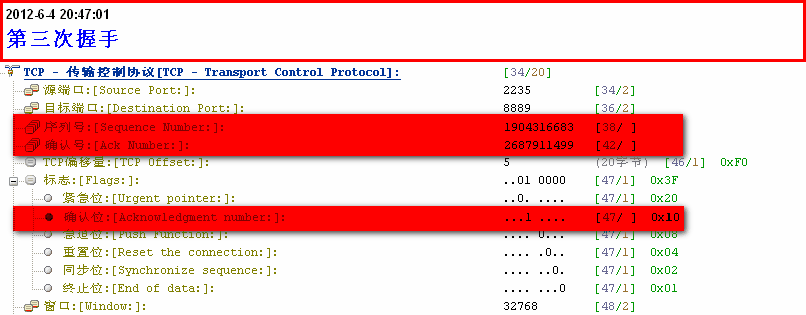 2012-6-4 20:47:01
第三次握手
TCP - 传输控制协议[TCP - Transport Control Protocol]: [34/20]
源端口:[Source Port:]: 2235 [34/2]
目标端口:[Destination Port:]: 8889 [36/2]
序列号:[Sequence Number:]: 1904316683 [38/ ]
确认号:[Ack Number:]: 2687911499 [42/ ]
TCP偏移量:[TCP Offset:]: 5 (20字节) [46/1] 0xF0
标志:[Flags:]: ..01 0000 [47/1] 0x3F
紧急位:[Urgent pointer:]: ..0. .... [47/1] 0x20
确认位:[Acknowledgment number:]: ...1 .... [47/ ] 0x10
急迫位:[Push Function:]: .... 0... [47/1] 0x08
重置位:[Reset the connection:]: .... .0.. [47/1] 0x04
同步位:[Synchronize sequence:]: .... ..0. [47/1] 0x02
终止位:[End of data:]: .... ...0 [47/1] 0x01
窗口:[Window:]: 32768 [48/2]